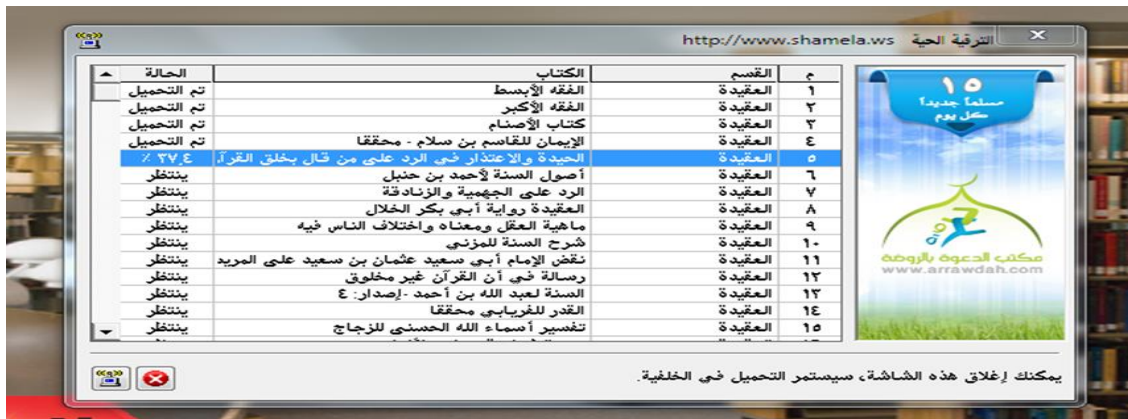 الترقية الحية http://www.shamela.ws
م القسم الكتاب الحالة
١ العقيدة الفقه الأبسط تم التحميل
٢ العقيدة الفقه الأكبر تم التحميل
٣ العقيدة كتاب الأصنام تم التحميل
٤ العقيدة الإيمان للقاسم بن سلام - محققا تم التحميل
٥ العقيدة الحيدة والاعتذار في الرد على من قال بخلق القرآ ٣٧.٤ ٪
٦ العقيدة أصول السنة لأحمد بن حنبل ينتظر
٧ العقيدة الرد على الجهمية والزنادقة ينتظر
٨ العقيدة العقيدة رواية أبي بكر الخلال ينتظر
٩ العقيدة ماهية العقل ومعناه واختلاف الناس فيه ينتظر
١٠ العقيدة شرح السنة للمزني ينتظر
١١ العقيدة نقض الإمام أبي سعيد عثمان بن سعيد على المريد ينتظر
١٢ العقيدة رسالة في أن القرآن غير مخلوق ينتظر
١٣ العقيدة السنة لعبد الله بن أحمد -إصدار: ٤ ينتظر
١٤ العقيدة القدر للفريابي محققا ينتظر
١٥ العقيدة تفسير أسماء الله الحسنى للزجاج ينتظر
١٥
مسلماً جديداً
كل يوم
مكتب الدعوة بالروضة
www.arrawdah.com
يمكنك إغلاق هذه الشاشة، سيستمر التحميل في الخلفية.